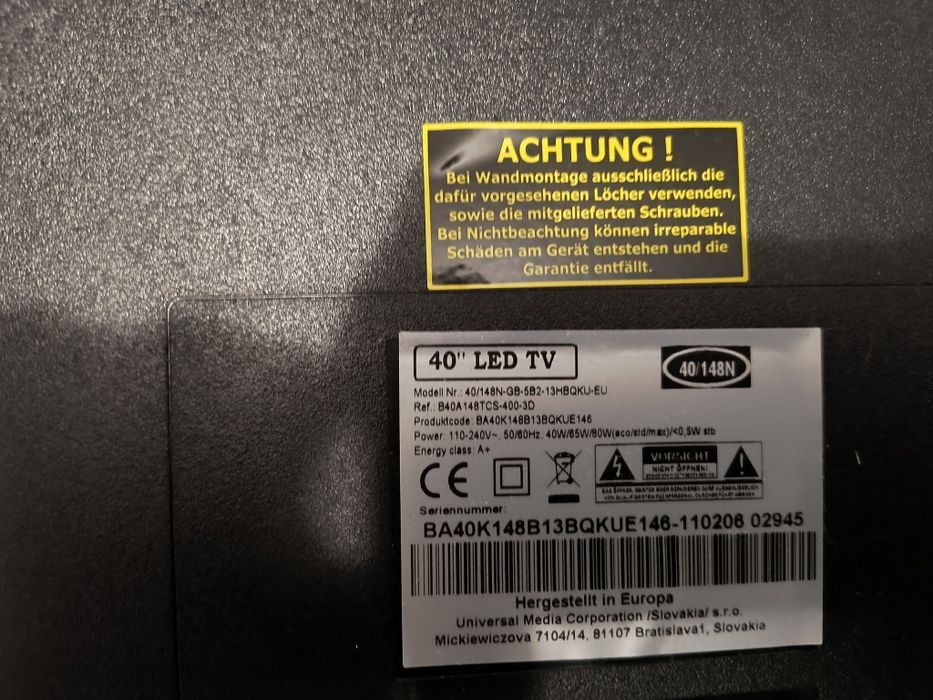 ACHTUNG !
Bei Wandmontage ausschließlich die
dafür vorgesehenen Löcher verwenden,
sowie die mitgelieferten Schrauben.
Bei Nichtbeachtung können irreparable
Schäden am Gerät entstehen und die
Garantie entfällt.
40" LED TV
40/148N
Modell Nr.: 40/148N-GB-5B2-13HBQKU-EU
Ref.: B40A148TCS-400-3D
Produktcode: BA40K148B13BQKUE146
Power: 110-240V~, 50/60Hz, 40W/65W/80W(eco/std/max)/<0,5W stb
Energy class: A+
CE
VORSICHT
NICHT ÖFFNEN!
Seriennummer:
BA40K148B13BQKUE146-110206 02945
Hergestellt in Europa
Universal Media Corporation /Slovakia/ s.r.o.
Mickiewiczova 7104/14, 81107 Bratislava1, Slovakia